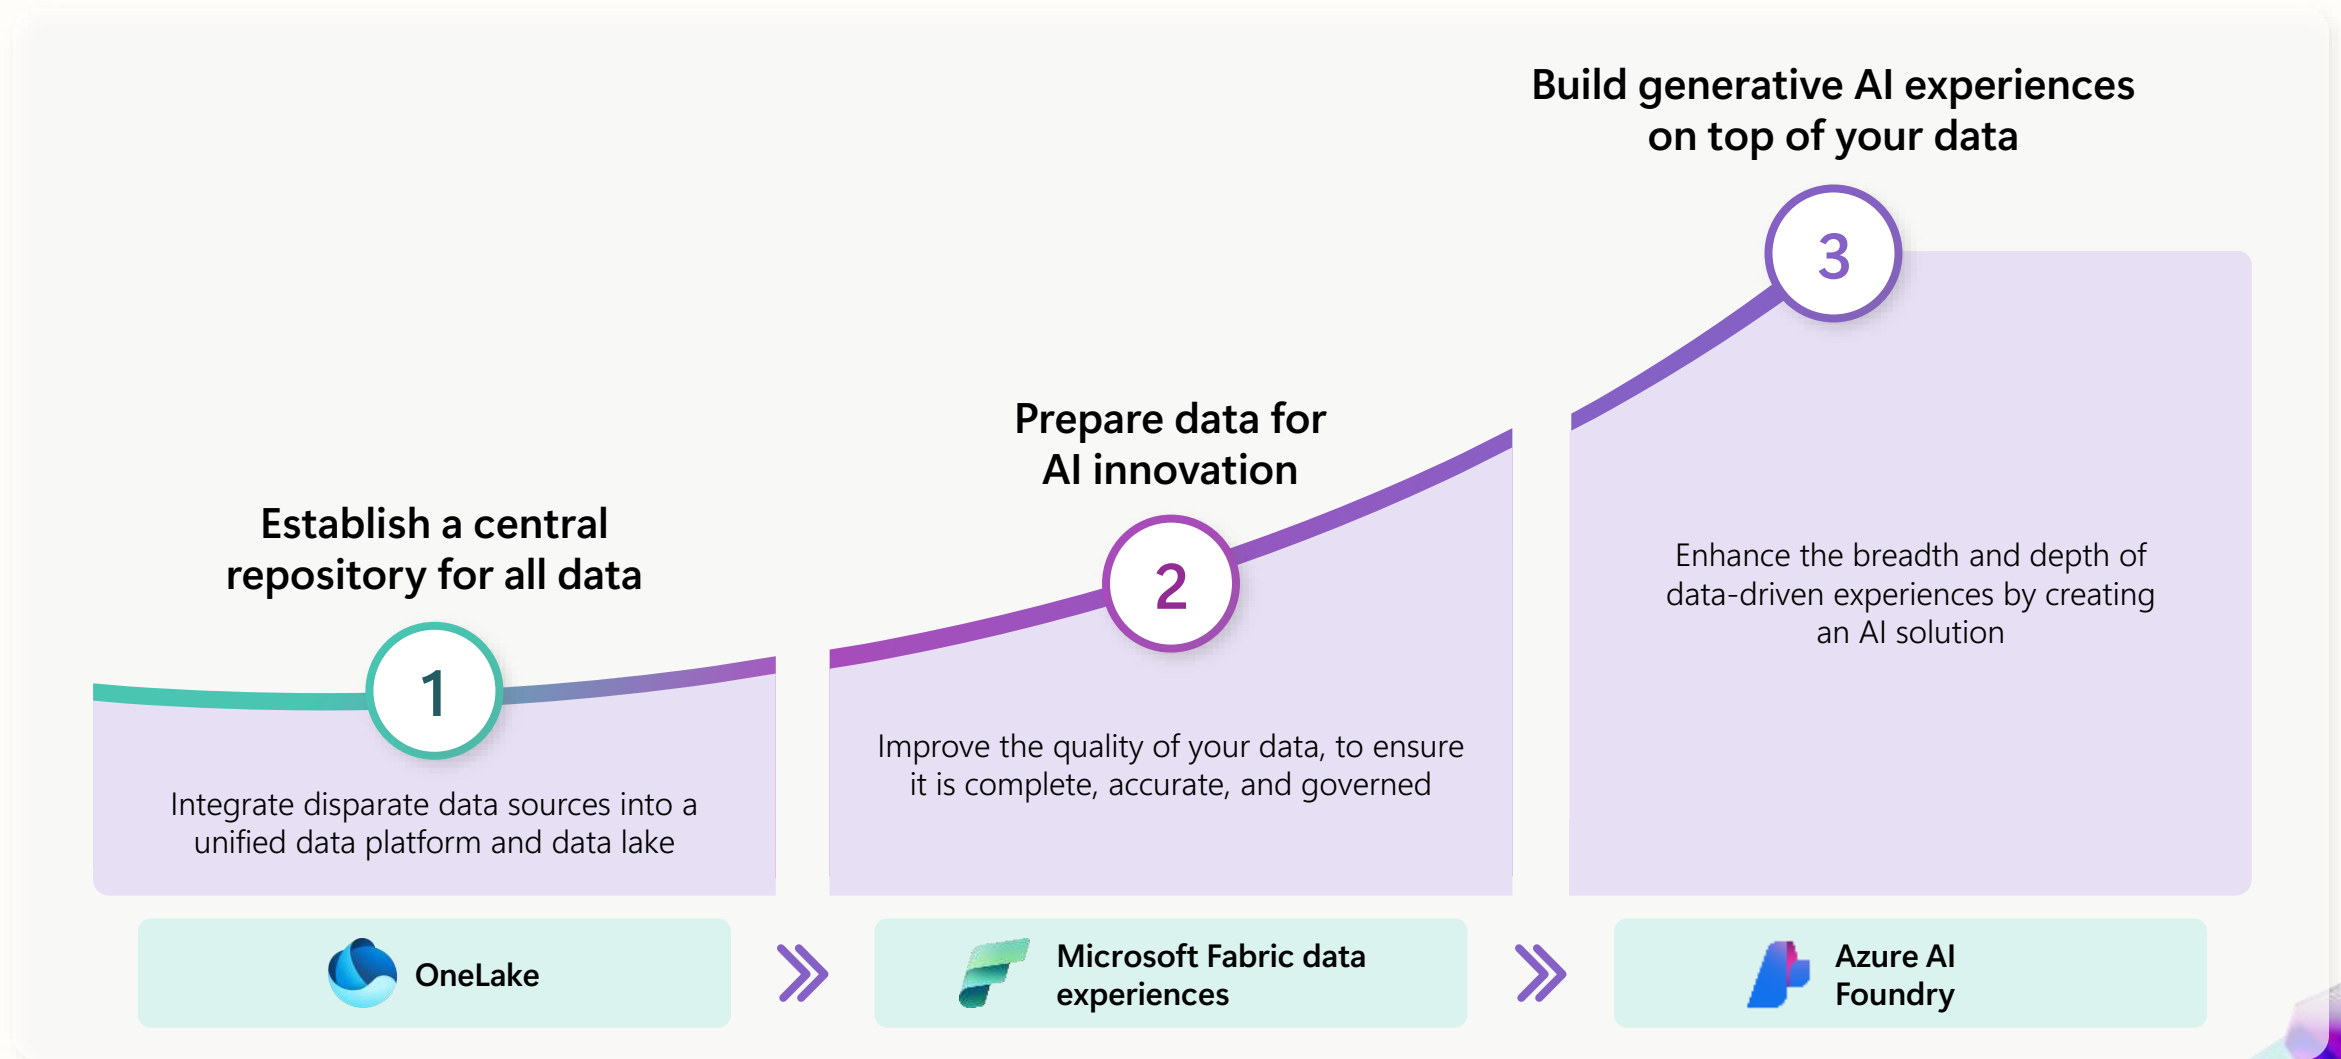 Establish a central
repository for all data
1
Integrate disparate data sources into a
unified data platform and data lake
OneLake
Prepare data for
AI innovation
2
Improve the quality of your data, to ensure
it is complete, accurate, and governed
Microsoft Fabric data
experiences
Build generative AI experiences
on top of your data
3
Enhance the breadth and depth of
data-driven experiences by creating
an AI solution
Azure AI
Foundry